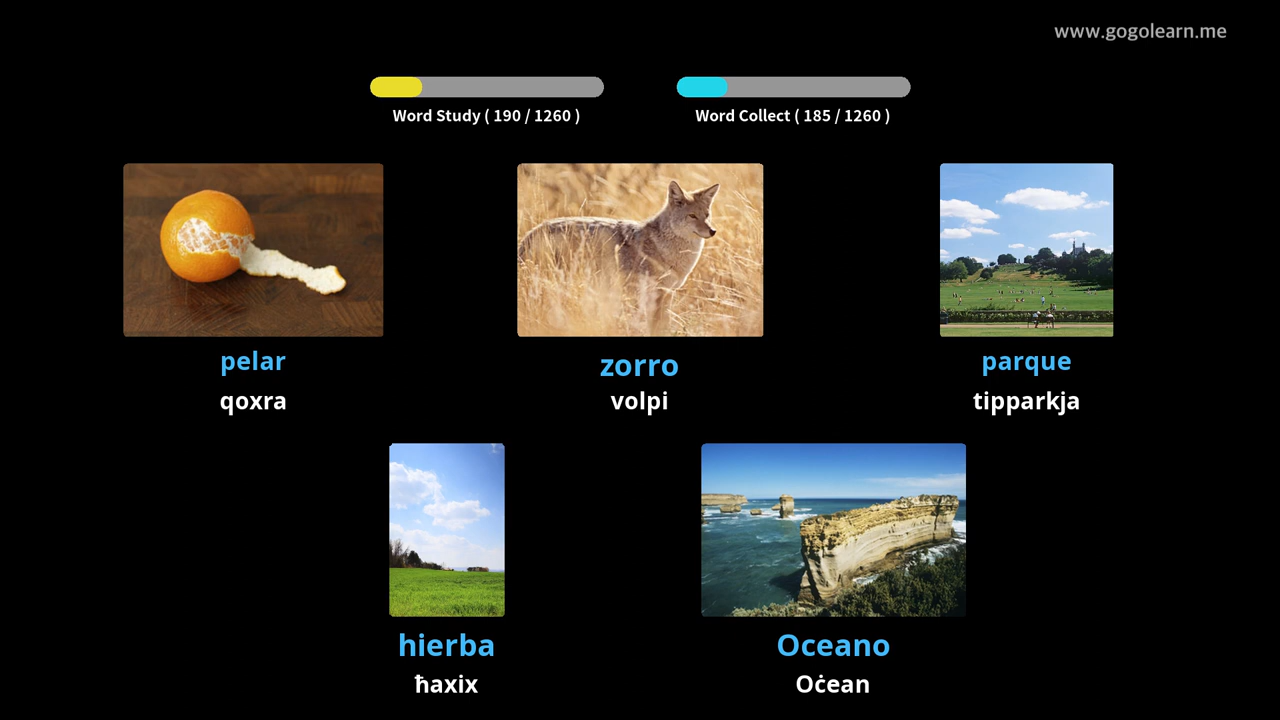 www.gogolearn.me
Word Study ( 190 / 1260 )
Word Collect ( 185 / 1260 )
pelar
zorro
parque
qoxra
volpi
tipparkja
hierba
Oceano
ħaxix
Oċean